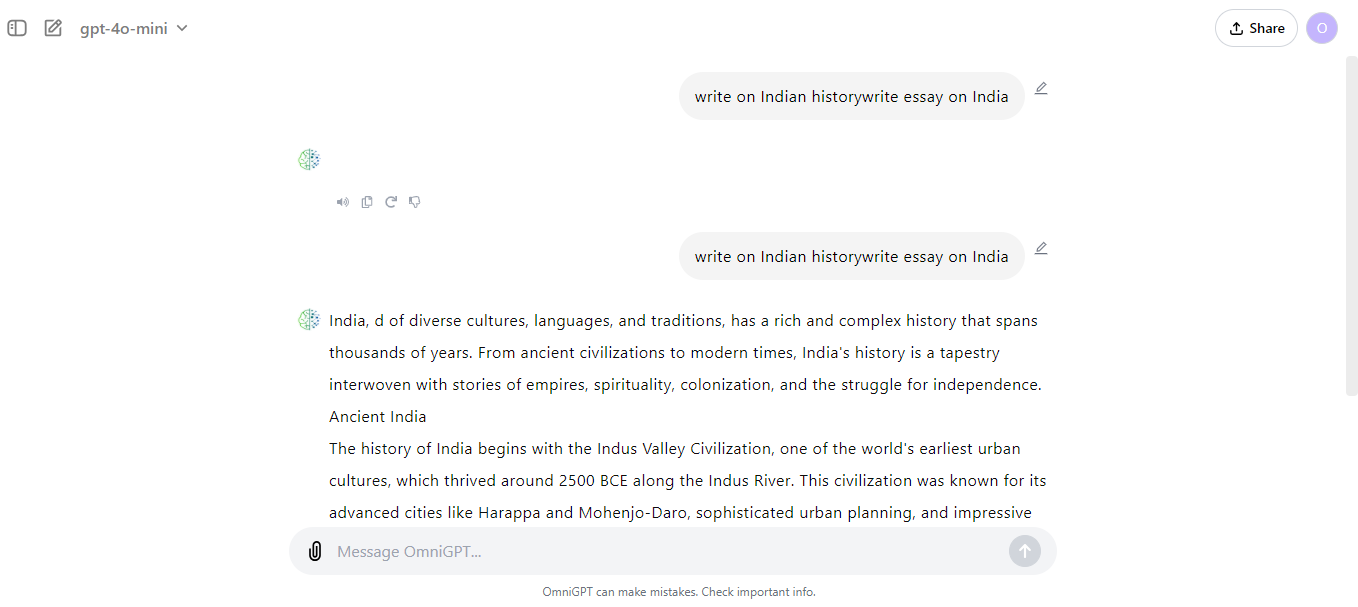 gpt-4o-mini
Share
O
write on Indian historywrite essay on India
write on Indian historywrite essay on India
India, d of diverse cultures, languages, and traditions, has a rich and complex history that spans
thousands of years. From ancient civilizations to modern times, India's history is a tapestry
interwoven with stories of empires, spirituality, colonization, and the struggle for independence.
Ancient India
The history of India begins with the Indus Valley Civilization, one of the world's earliest urban
cultures, which thrived around 2500 BCE along the Indus River. This civilization was known for its
advanced cities like Harappa and Mohenjo-Daro, sophisticated urban planning, and impressive
Message OmniGPT...
OmniGPT can make mistakes. Check important info.